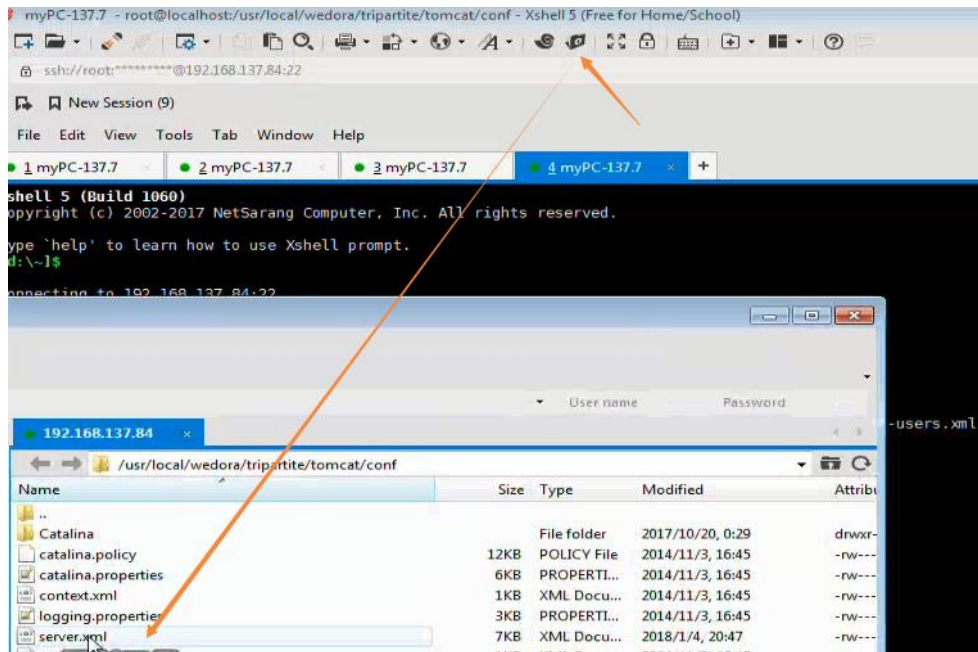 myPC-137.7 - root@localhost:/usr/local/wedora/tripartite/tomcat/conf - Xshell 5 (Free for Home/School)
ssh://root:*********@192.168.137.84:22
New Session (9)
File Edit View Tools Tab Window Help
1 myPC-137.7 2 myPC-137.7 3 myPC-137.7 4 myPC-137.7 +
shell 5 (Build 1060)
opyright (c) 2002-2017 NetSarang Computer, Inc. All rights reserved.
ype `help' to learn how to use Xshell prompt.
d:\~]$
onnecting to 192.168.137.84:22
User name Password
192.168.137.84
-users.xml
/usr/local/wedora/tripartite/tomcat/conf
Name Size Type Modified Attribu
..
Catalina File folder 2017/10/20, 0:29 drwxr-
catalina.policy 12KB POLICY File 2014/11/3, 16:45 -rw---
catalina.properties 6KB PROPERTI... 2014/11/3, 16:45 -rw---
context.xml 1KB XML Docu... 2014/11/3, 16:45 -rw---
logging.properties 3KB PROPERTI... 2014/11/3, 16:45 -rw---
server.xml 7KB XML Docu... 2018/1/4, 20:47 -rw---